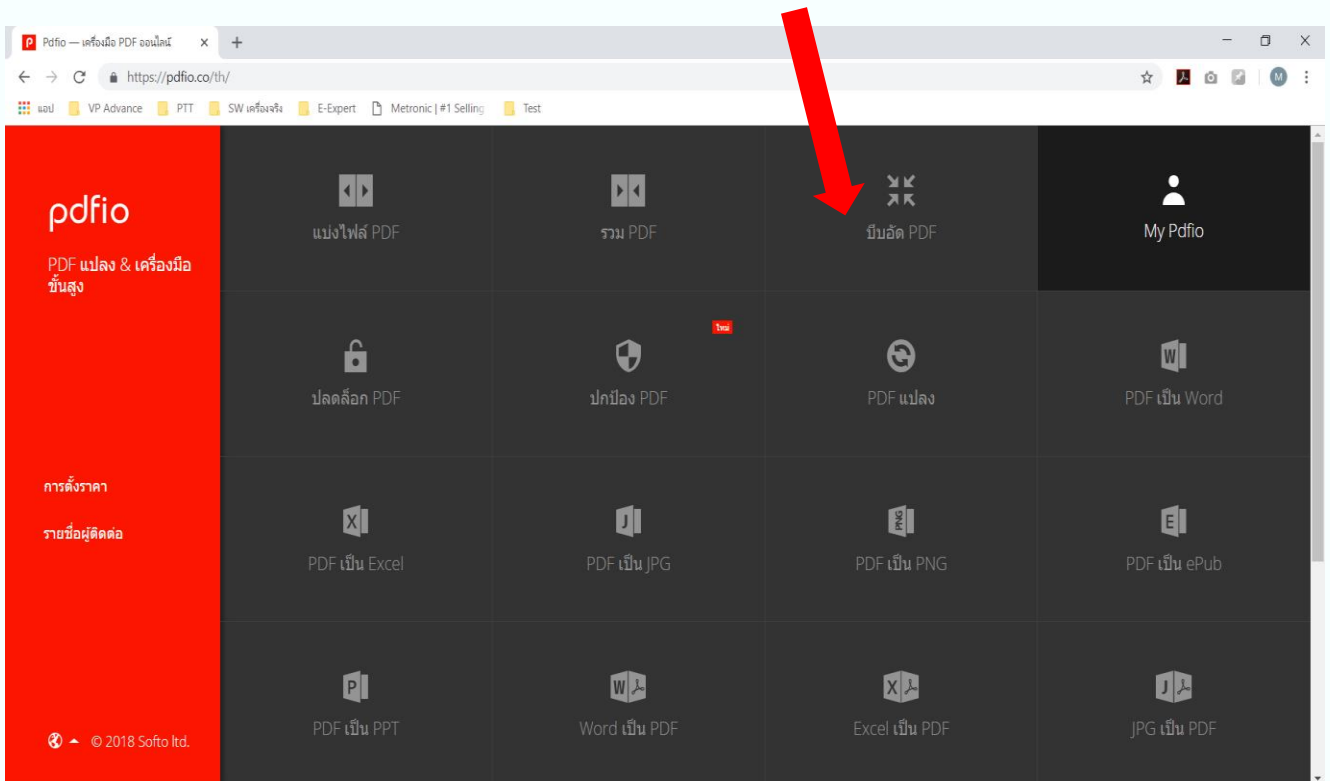 Pdfio — เครื่องมือ PDF ออนไลน์
https://pdfio.co/th/
M
แอป VP Advance PTT SW เครื่องจริง E-Expert Metronic | #1 Selling Test
pdfio
PDF แปลง & เครื่องมือ
ขั้นสูง
การตั้งราคา
รายชื่อผู้ติดต่อ
© 2018 Softo ltd.
แบ่งไฟล์ PDF
รวม PDF
บีบอัด PDF
My Pdfio
ปลดล็อก PDF
ใหม่
ปกป้อง PDF
PDF แปลง
W
PDF เป็น Word
X
PDF เป็น Excel
J
PDF เป็น JPG
PNG
PDF เป็น PNG
E
PDF เป็น ePub
P
PDF เป็น PPT
W
Word เป็น PDF
X
Excel เป็น PDF
J
JPG เป็น PDF